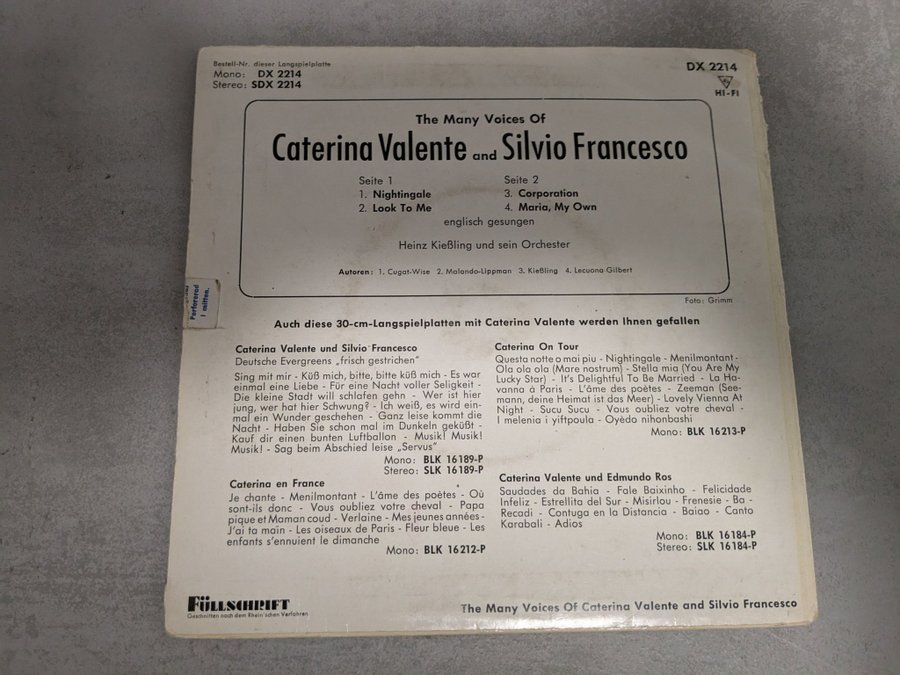 Bestell-Nr. dieser Langspielplatte
Mono: DX 2214
Stereo: SDX 2214
DX 2214
HI-FI
The Many Voices Of
Caterina Valente and Silvio Francesco
Seite 1
1. Nightingale
2. Look To Me
Seite 2
3. Corporation
4. Maria, My Own
englisch gesungen
Heinz Kießling und sein Orchester
Autoren: 1. Cugat-Wise 2. Malando-Lippman 3. Kießling 4. Lecuona Gilbert
Foto: Grimm
Perforerad
i mitten.
Auch diese 30-cm-Langspielplatten mit Caterina Valente werden Ihnen gefallen
Caterina Valente und Silvio Francesco
Deutsche Evergreens „frisch gestrichen"
Sing mit mir - Küß mich, bitte, bitte küß mich - Es war
einmal eine Liebe - Für eine Nacht voller Seligkeit -
Die kleine Stadt will schlafen gehn - Wer ist hier
jung, wer hat hier Schwung? - Ich weiß, es wird ein-
mal ein Wunder geschehen - Ganz leise kommt die
Nacht - Haben Sie schon mal im Dunkeln geküßt -
Kauf dir einen bunten Luftballon - Musik! Musik!
Musik! - Sag beim Abschied leise „Servus"
Mono: BLK 16189-P
Stereo: SLK 16189-P
Caterina en France
Je chante - Menilmontant - L'âme des poètes - Où
sont-ils donc - Vous oubliez votre cheval - Papa
pique et Maman coud - Verlaine - Mes jeunes années -
J'ai ta main - Les oiseaux de Paris - Fleur bleue - Les
enfants s'ennuient le dimanche
Mono: BLK 16212-P
Caterina On Tour
Questa notte o mai piu - Nightingale - Menilmontant -
Ola ola ola (Mare nostrum) - Stella mia (You Are My
Lucky Star) - It's Delightful To Be Married - La Ha-
vanna à Paris - L'âme des poètes - Zeeman (See-
mann, deine Heimat ist das Meer) - Lovely Vienna At
Night - Sucu Sucu - Vous oubliez votre cheval -
I melenia i yiftpoula - Oyèdo nihonbashi
Mono: BLK 16213-P
Caterina Valente und Edmundo Ros
Saudades da Bahia - Fale Baixinho - Felicidade
Infeliz - Estrellita del Sur - Misirlou - Frenesie - Ba-
Recadi - Contuga en la Distancia - Baiao - Canto
Karabali - Adios
Mono: BLK 16184-P
Stereo: SLK 16184-P
FÜLLSCHRIFT
Geschnitten nach dem Rhein'schen Verfahren
The Many Voices Of Caterina Valente and Silvio Francesco